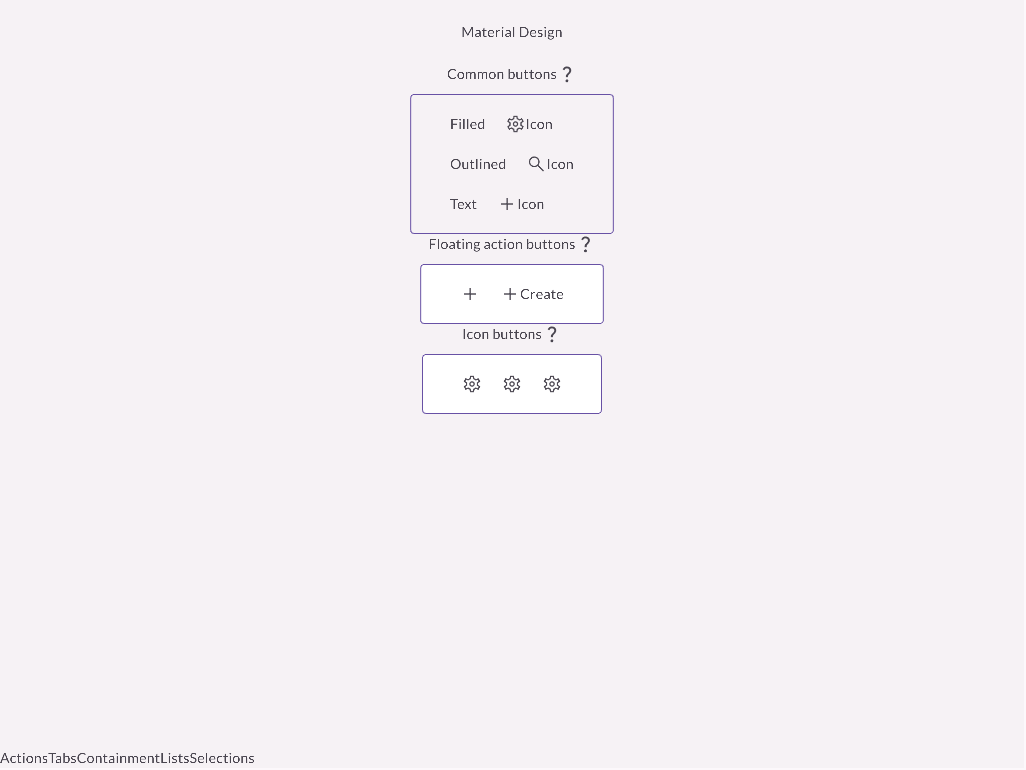 Material Design
Common buttons ?
Filled Icon
Outlined Icon
Text + Icon
Floating action buttons ?
+ + Create
Icon buttons ?
ActionsTabsContainmentListsSelections